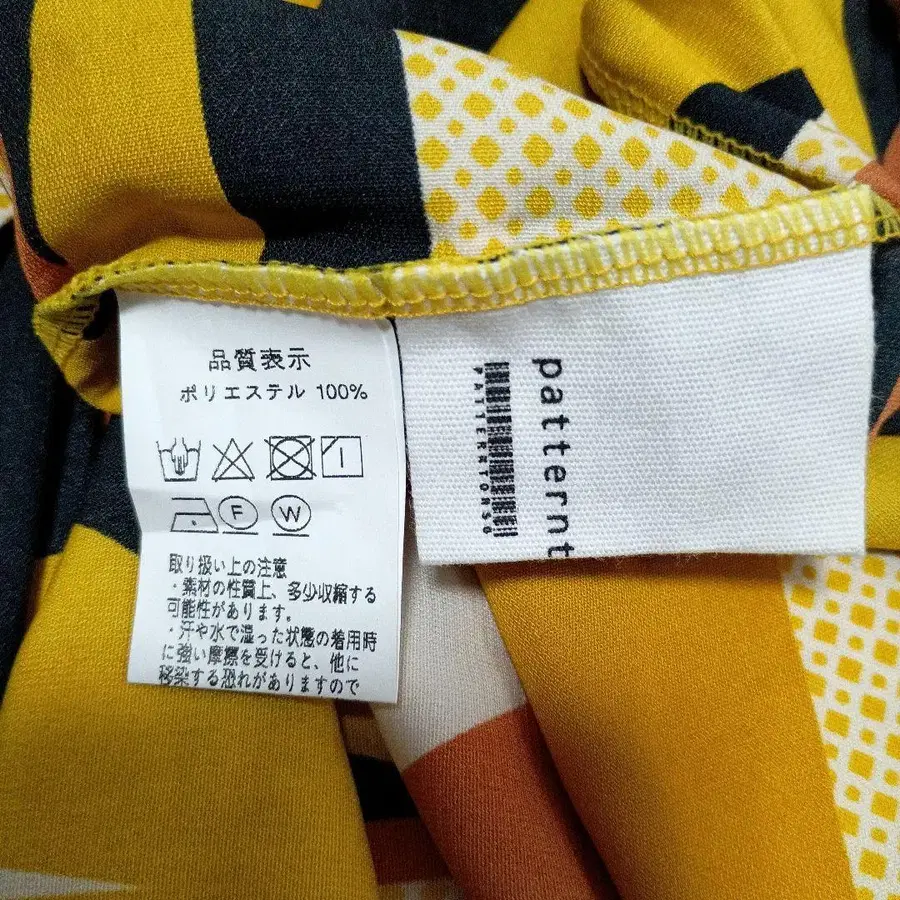 品質表示
ポリエステル 100%
F W
取り扱い上の注意
・素材の性質上、多少収縮する
可能性があります。
・汗や水で湿った状態の着用時
に強い摩擦を受けると、他に
移染する恐れがありますので
patternt
PATTERNTORSO